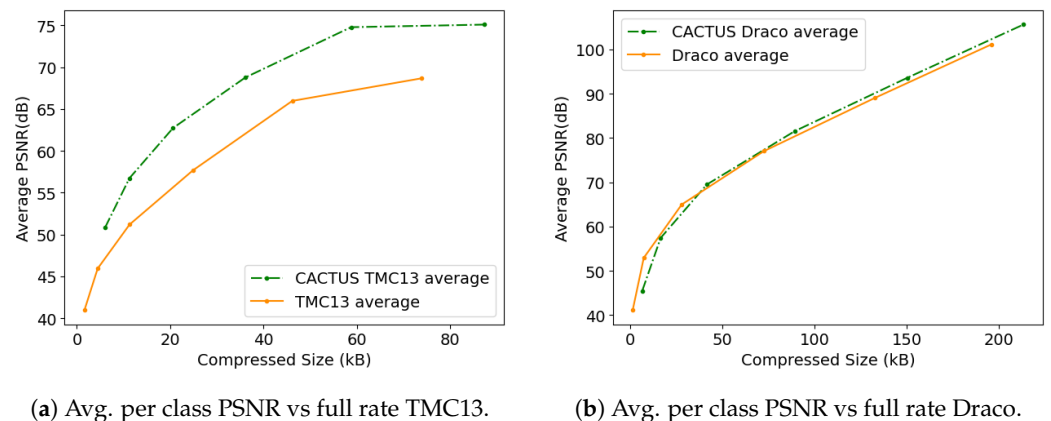 75
70
65
60
55
50
45
40
Average PSNR(dB)
CACTUS TMC13 average
TMC13 average
0
20
40
60
80
Compressed Size (kB)
(a) Avg. per class PSNR vs full rate TMC13.
100
90
80
70
60
50
40
Average PSNR(dB)
CACTUS Draco average
Draco average
0
50
100
150
200
Compressed Size (kB)
(b) Avg. per class PSNR vs full rate Draco.